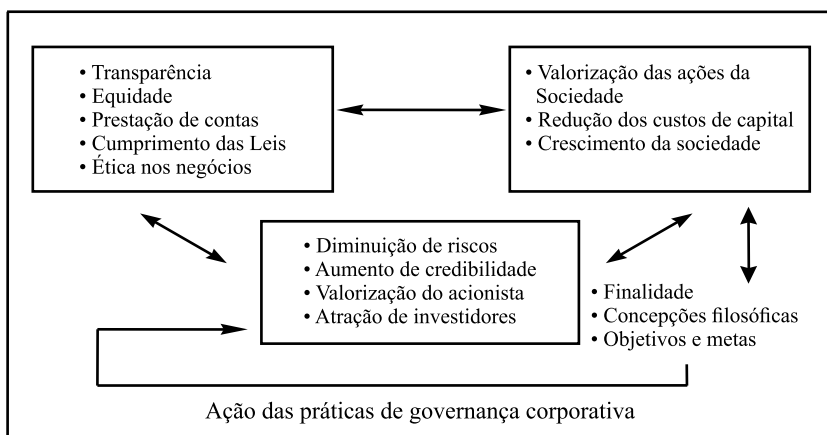 • Transparência
• Equidade
• Prestação de contas
• Cumprimento das Leis
• Ética nos negócios
• Valorização das ações da
Sociedade
• Redução dos custos de capital
• Crescimento da sociedade
• Diminuição de riscos
• Aumento de credibilidade
• Valorização do acionista
• Atração de investidores
• Finalidade
• Concepções filosóficas
• Objetivos e metas
Ação das práticas de governança corporativa